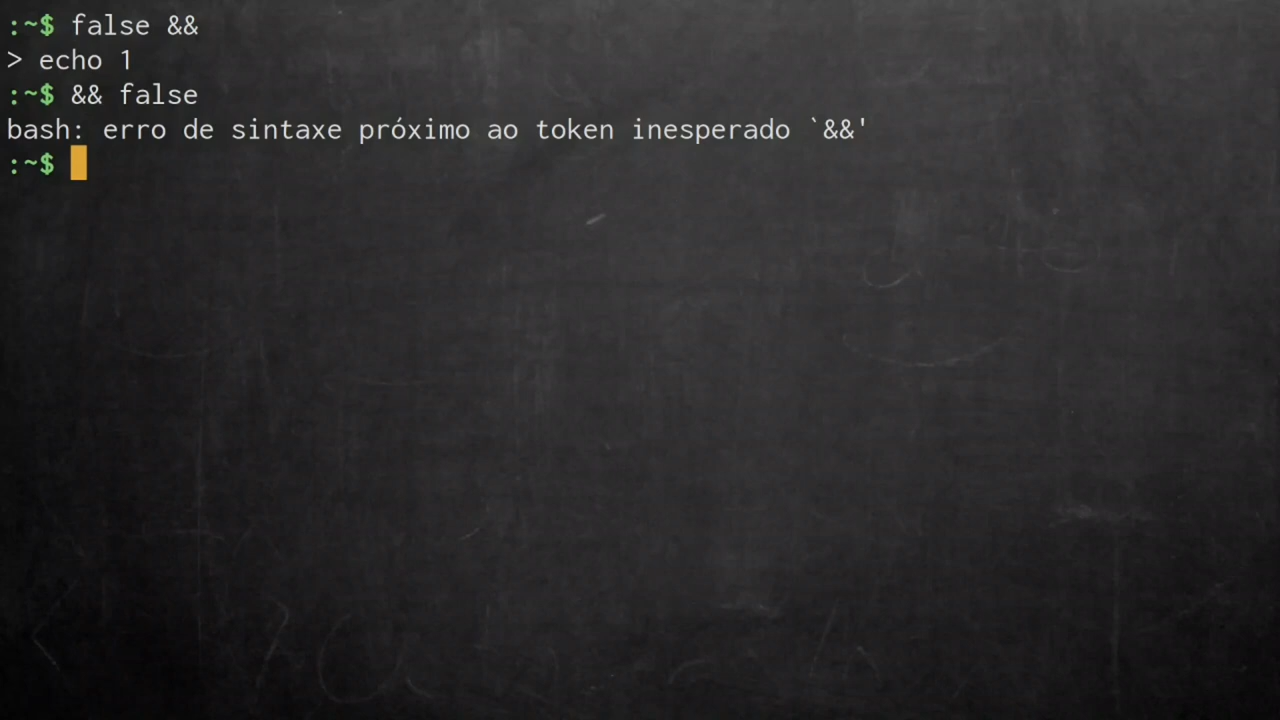 :~$ false &&
> echo 1
:~$ && false
bash: erro de sintaxe próximo ao token inesperado `&&'
:~$